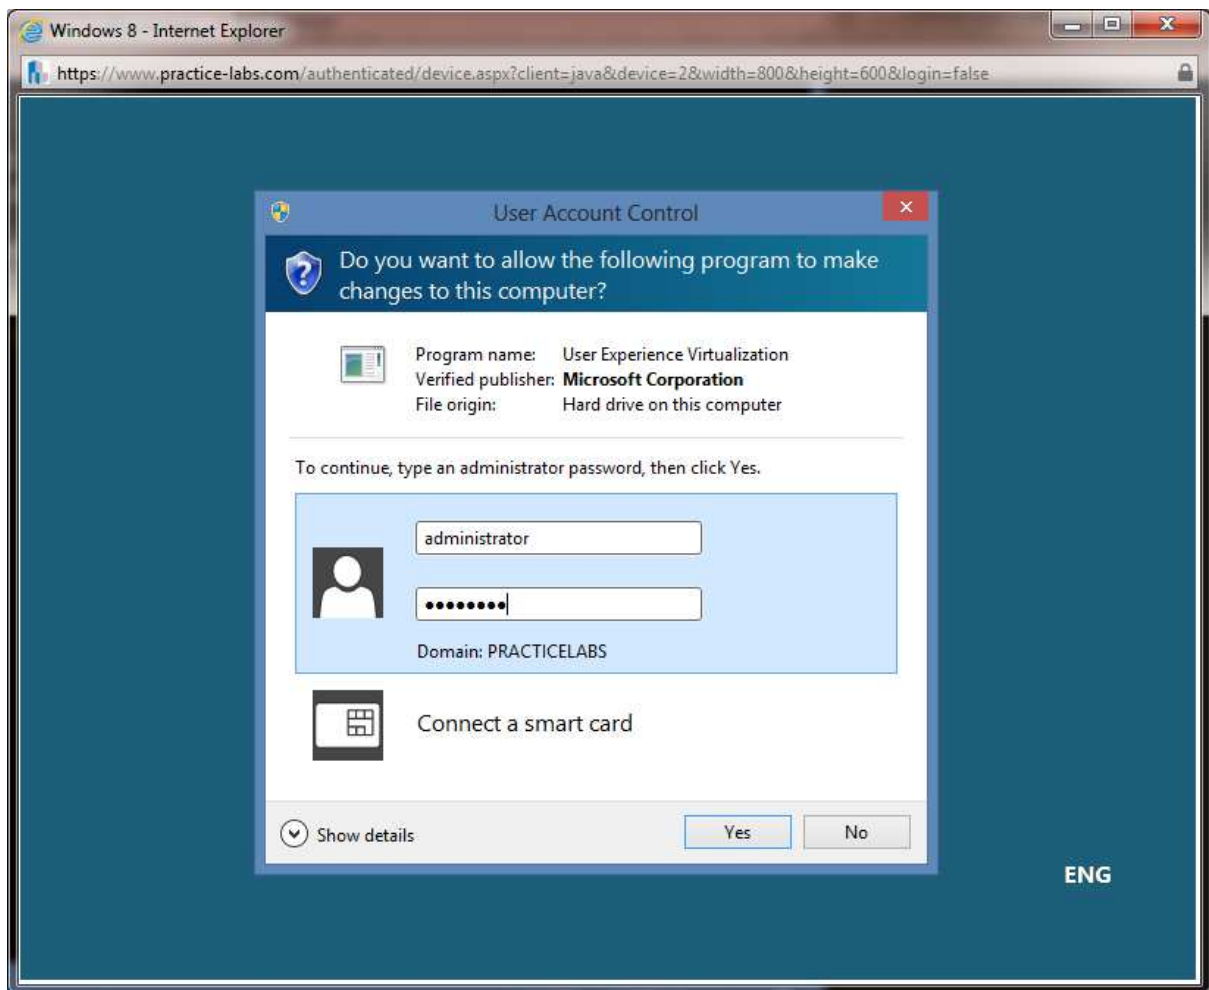 Windows 8 - Internet Explorer
https://www.practice-labs.com/authenticated/device.aspx?client=java&device=2&width=800&height=600&login=false
User Account Control
Do you want to allow the following program to make
changes to this computer?
Program name: User Experience Virtualization
Verified publisher: Microsoft Corporation
File origin: Hard drive on this computer
To continue, type an administrator password, then click Yes.
administrator
●●●●●●●●
Domain: PRACTICELABS
Connect a smart card
Show details
Yes
No
ENG